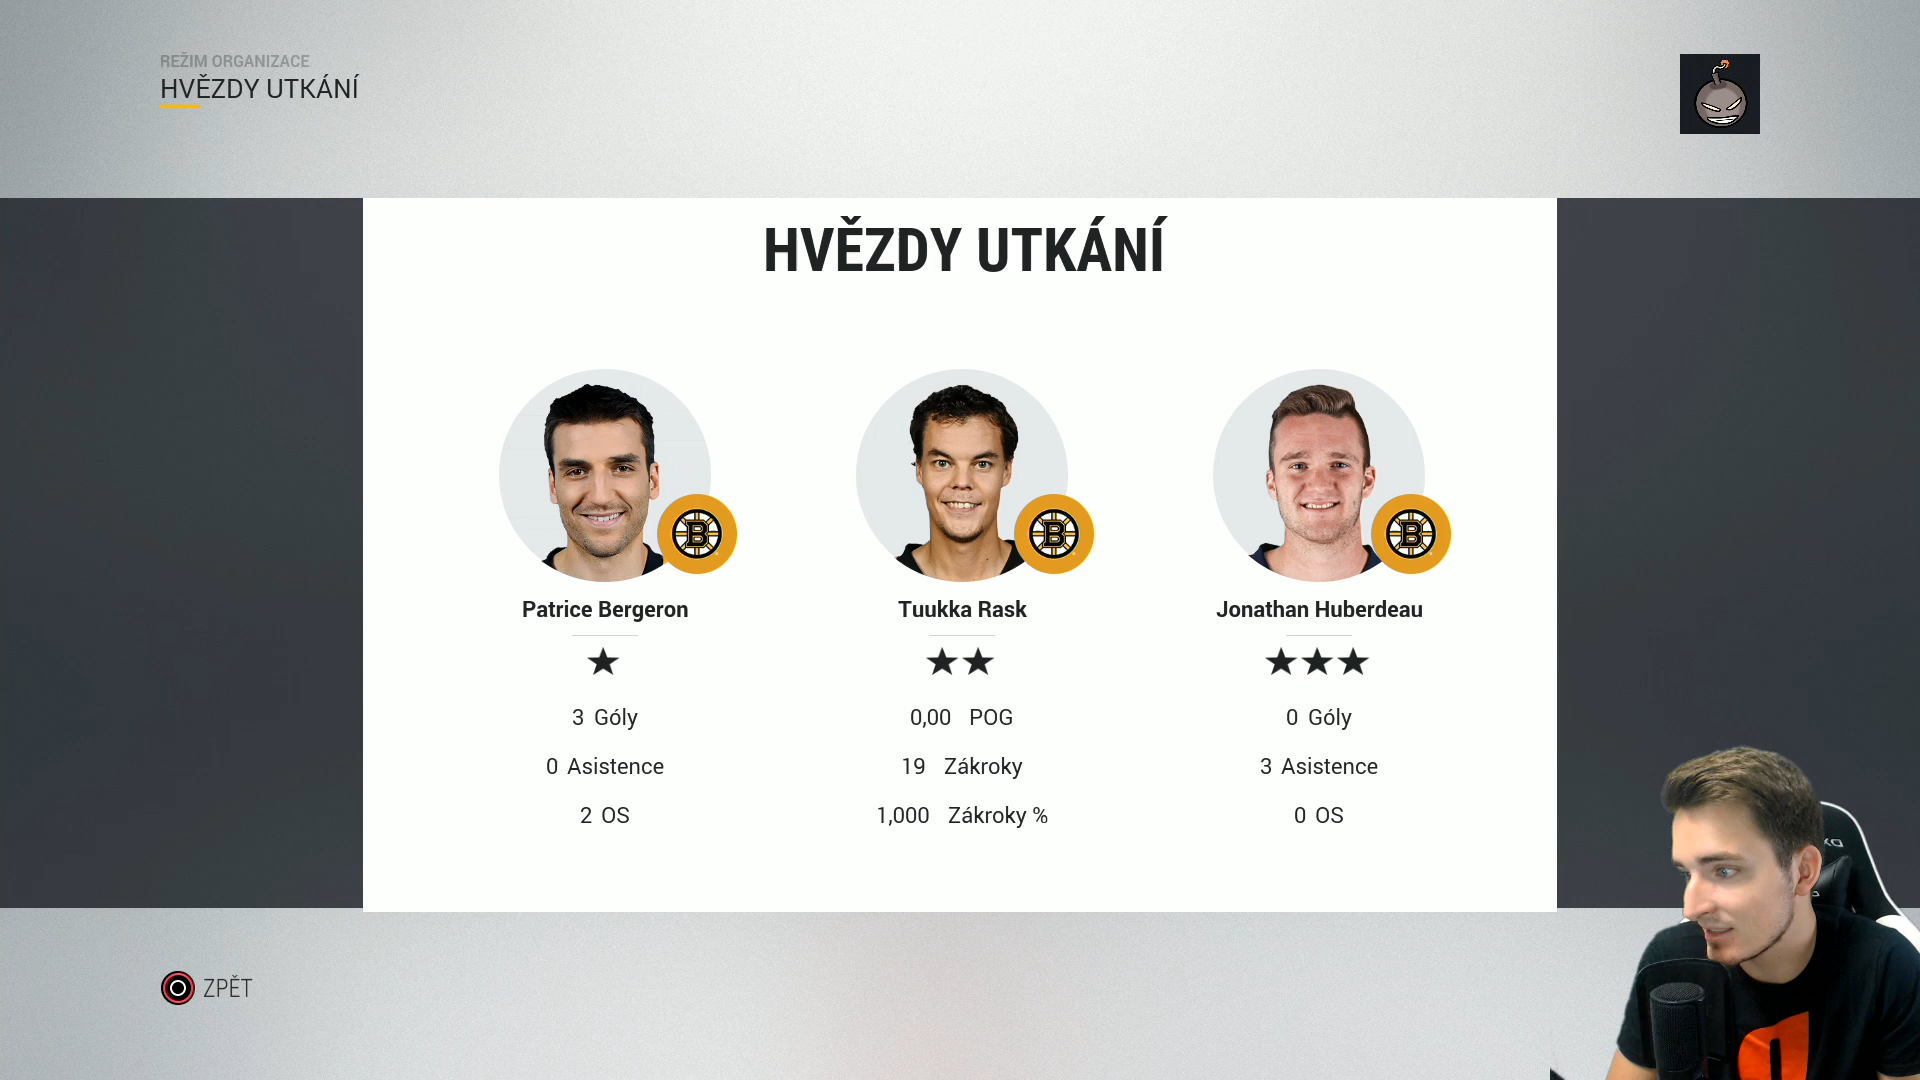 REŽIM ORGANIZACE
HVĚZDY UTKÁNÍ
HVĚZDY UTKÁNÍ
Patrice Bergeron
3 Góly
0 Asistence
2 OS
Tuukka Rask
0,00 POG
19 Zákroky
1,000 Zákroky %
Jonathan Huberdeau
0 Góly
3 Asistence
0 OS
B
B
B
ZPĚT